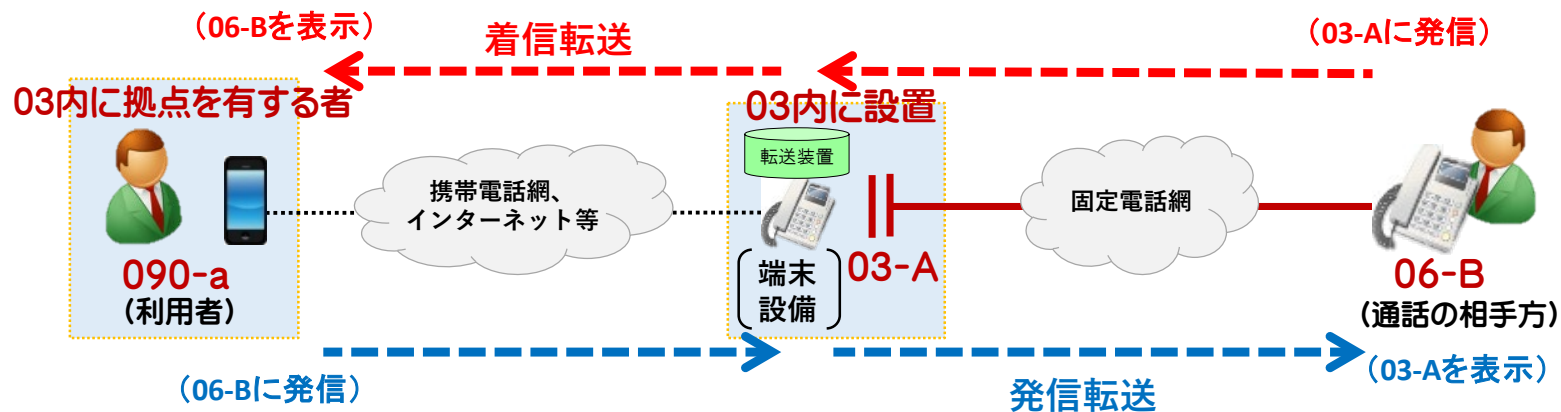 （06-Bを表示）
着信転送
（03-Aに発信）
03内に拠点を有する者
03内に設置
転送装置
携帯電話網、
インターネット等
固定電話網
090-a
（利用者）
端末
設備
03-A
06-B
（通話の相手方）
（06-Bに発信）
発信転送
（03-Aを表示）